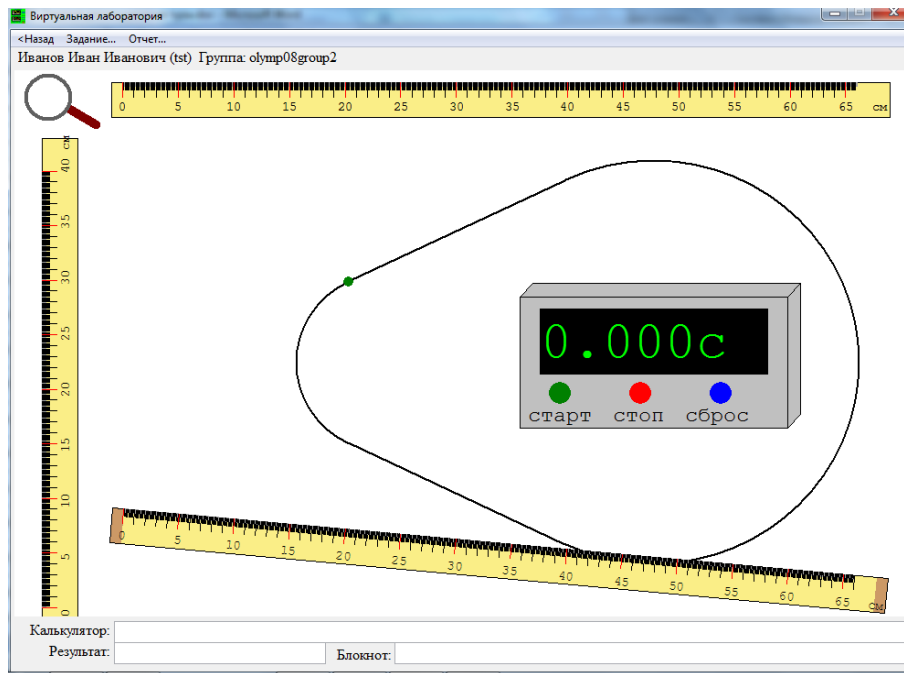 Виртуальная лаборатория
Microsoft Word
<Назад Задание... Отчет...
Иванов Иван Иванович (tst) Группа: olymp08group2
0 5 10 15 20 25 30 35 40 45 50 55 60 65 см
см 40 35 30 25 20 15 10 5 0
0.000с
старт стоп сброс
0 5 10 15 20 25 30 35 40 45 50 55 60 65 см
Калькулятор:
Результат:
Блокнот: